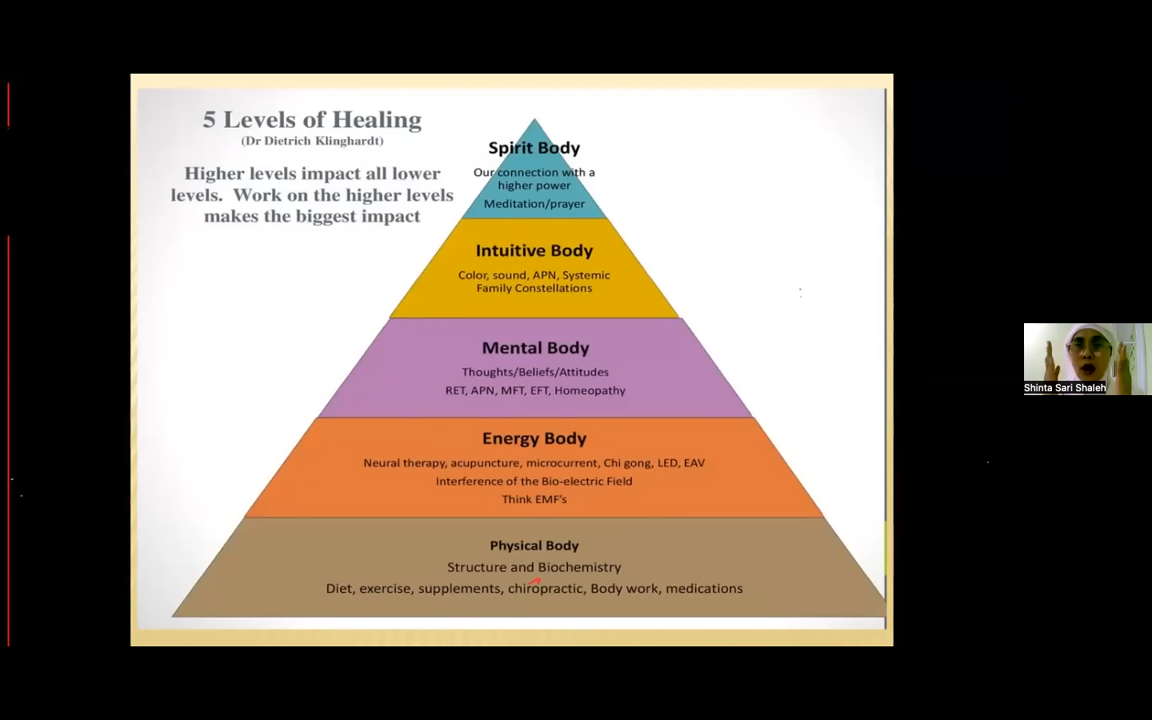 5 Levels of Healing
(Dr Dietrich Klinghardt)
Higher levels impact all lower
levels. Work on the higher levels
makes the biggest impact
Spirit Body
Our connection with a
higher power
Meditation/prayer
Intuitive Body
Color, sound, APN, Systemic
Family Constellations
Mental Body
Thoughts/Beliefs/Attitudes
RET, APN, MFT, EFT, Homeopathy
Energy Body
Neural therapy, acupuncture, microcurrent, Chi gong, LED, EAV
Interference of the Bio-electric Field
Think EMF's
Physical Body
Structure and Biochemistry
Diet, exercise, supplements, chiropractic, Body work, medications
Shinta Sari Shaleh